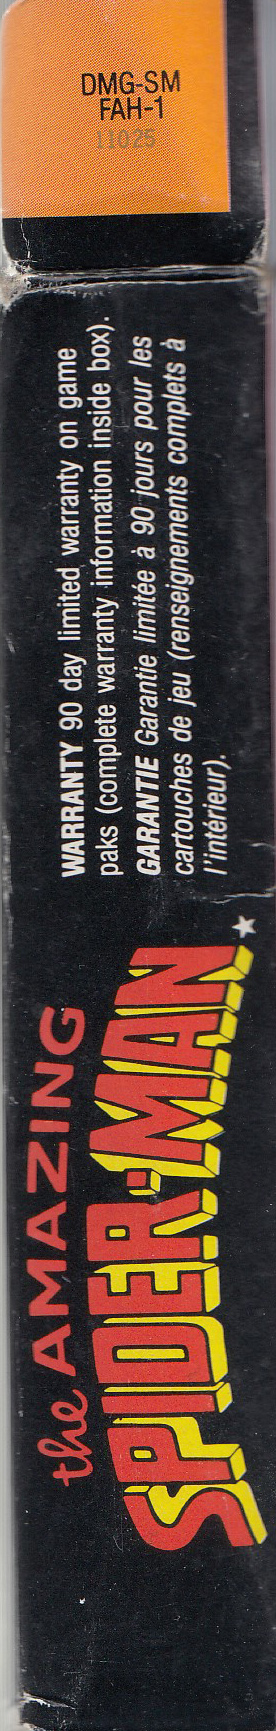 DMG-SM
FAH-1
11025
WARRANTY 90 day limited warranty on game
paks (complete warranty information inside box).
GARANTIE Garantie limitée à 90 jours pour les
cartouches de jeu (renseignements complets à
l'intérieur).
the AMAZING
SPIDER-MAN